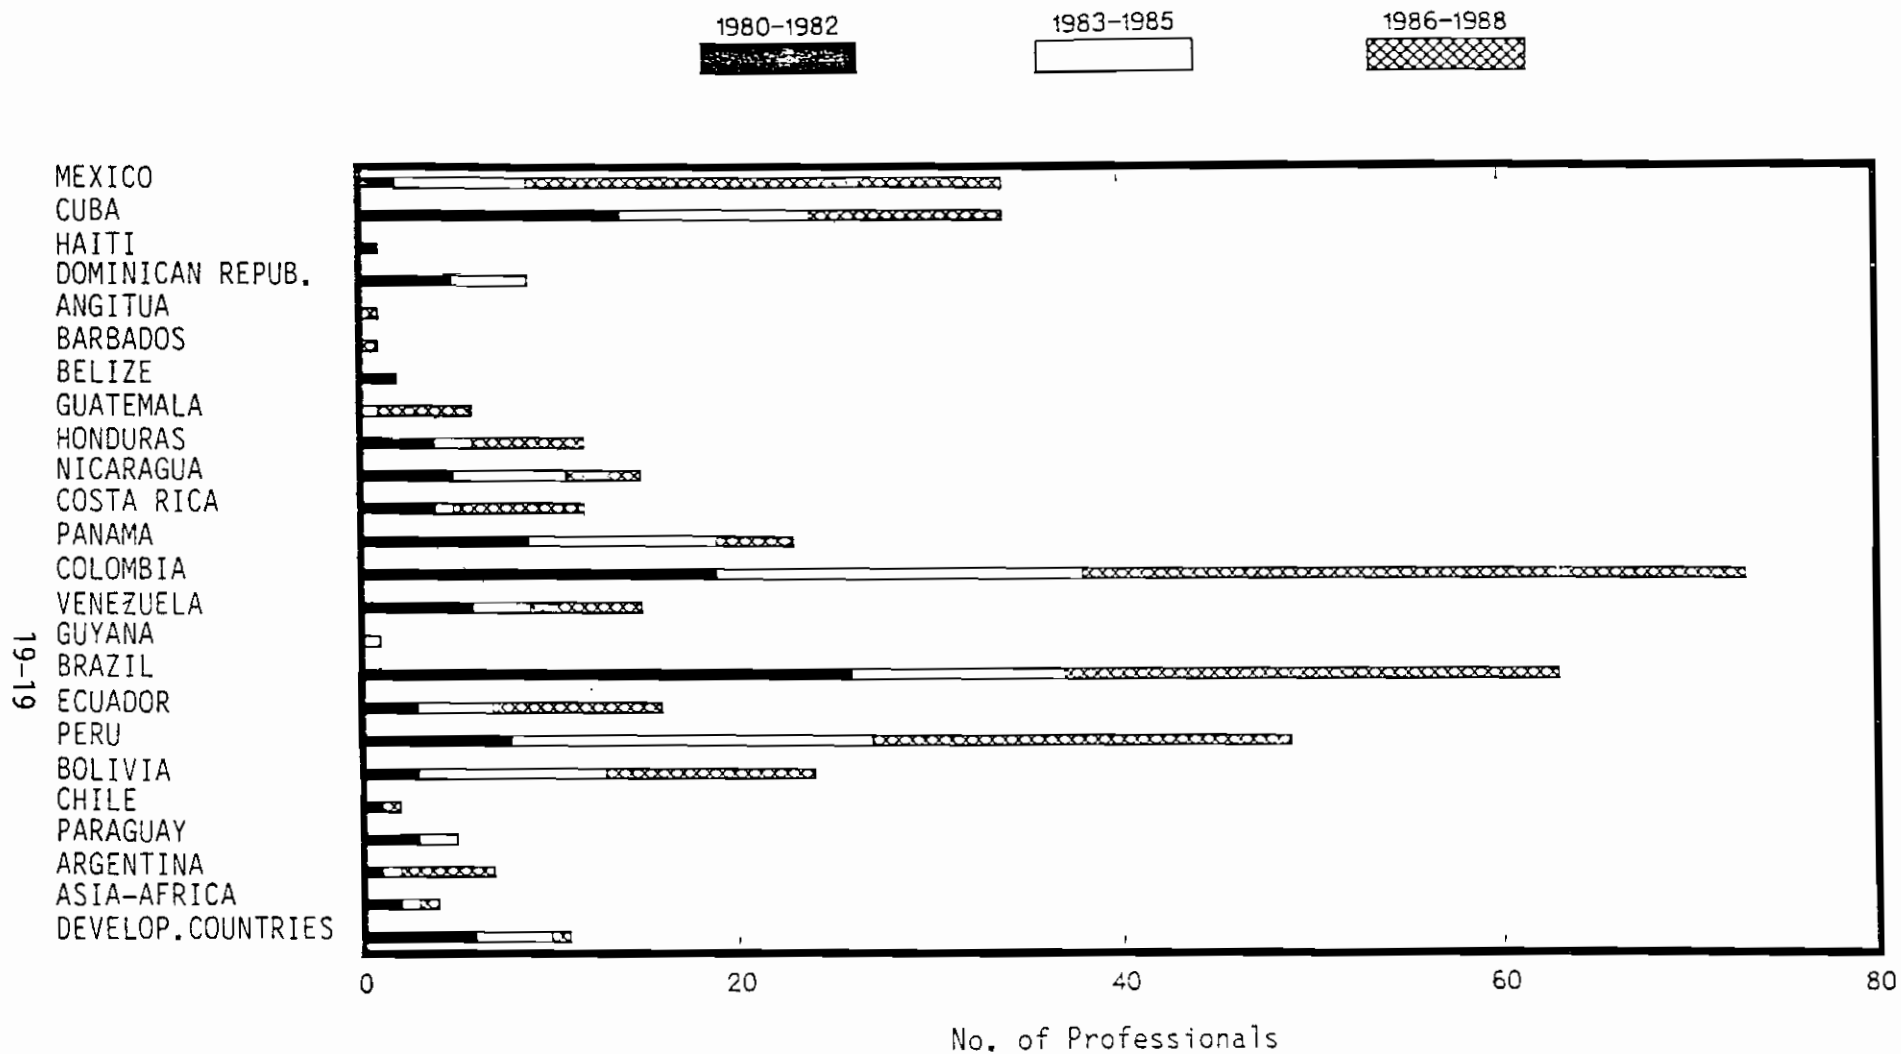 1980-1982 1983-1985 1986-1988
MEXICO
CUBA
HAITI
DOMINICAN REPUB.
ANGITUA
BARBADOS
BELIZE
GUATEMALA
HONDURAS
NICARAGUA
COSTA RICA
PANAMA
COLOMBIA
VENEZUELA
GUYANA
BRAZIL
ECUADOR
PERU
BOLIVIA
CHILE
PARAGUAY
ARGENTINA
ASIA-AFRICA
DEVELOP.COUNTRIES
0 20 40 60 80
No. of Professionals
19-19